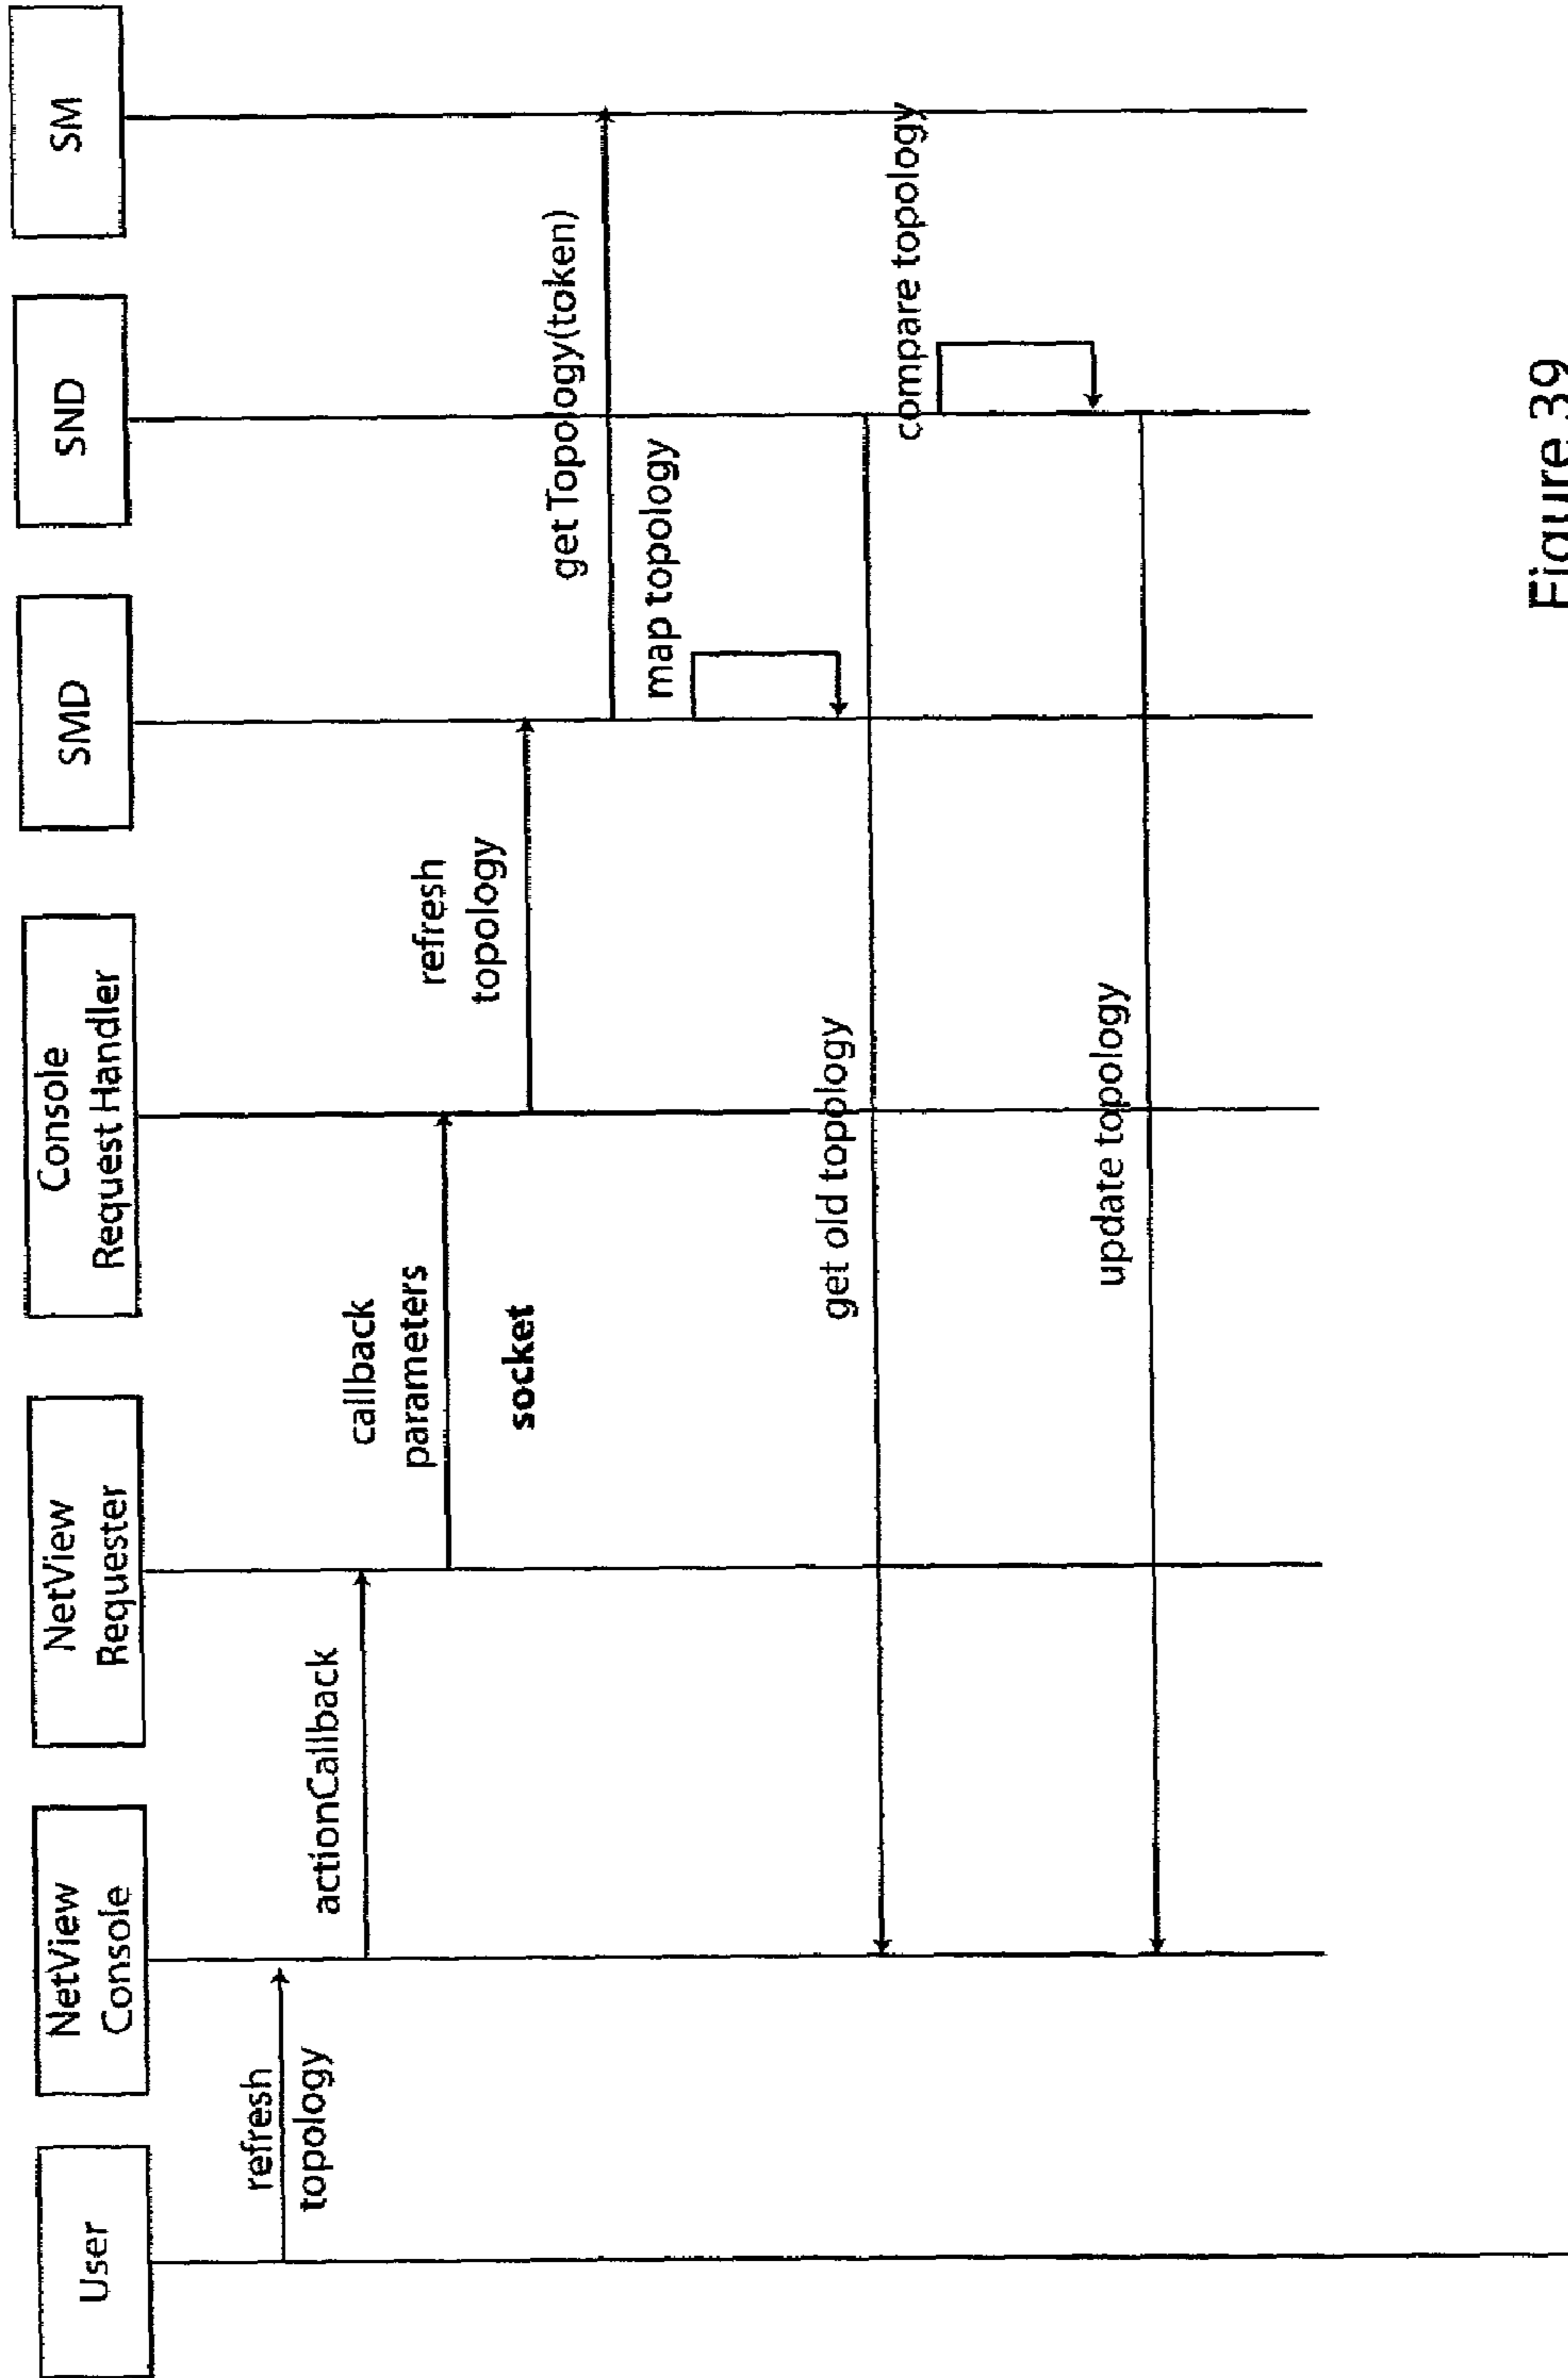 User
NetView
Console
NetView
Requester
Console
Request Handler
SMD
SND
SM
refresh
topology
actionCallback
callback
parameters
socket
refresh
topology
get Topology(token)
map topology
get old topology
compare topology
update topology
Figure 39